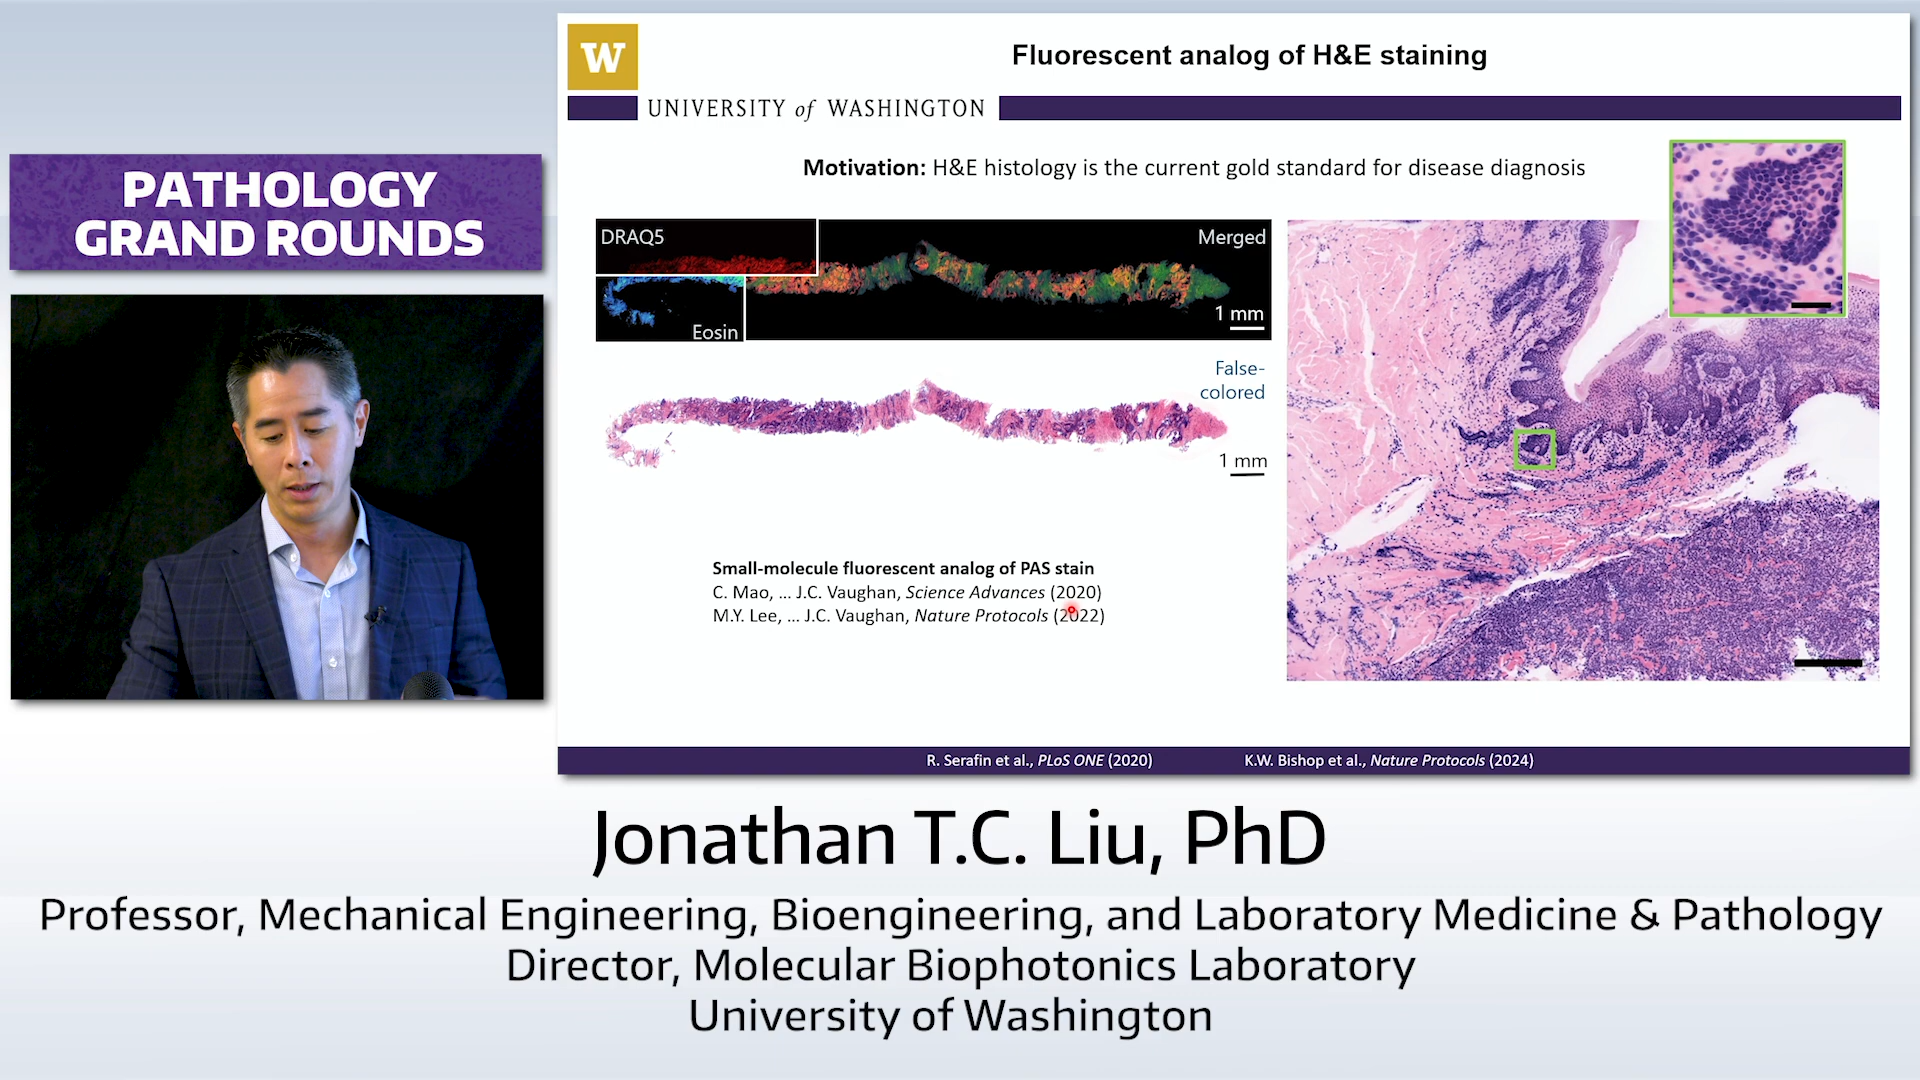 PATHOLOGY
GRAND ROUNDS
W
Fluorescent analog of H&E staining
UNIVERSITY of WASHINGTON
Motivation: H&E histology is the current gold standard for disease diagnosis
DRAQ5
Merged
Eosin
1 mm
False-
colored
1 mm
Small-molecule fluorescent analog of PAS stain
C. Mao, ... J.C. Vaughan, Science Advances (2020)
M.Y. Lee, ... J.C. Vaughan, Nature Protocols (2022)
R. Serafin et al., PLoS ONE (2020)
K.W. Bishop et al., Nature Protocols (2024)
Jonathan T.C. Liu, PhD
Professor, Mechanical Engineering, Bioengineering, and Laboratory Medicine & Pathology
Director, Molecular Biophotonics Laboratory
University of Washington